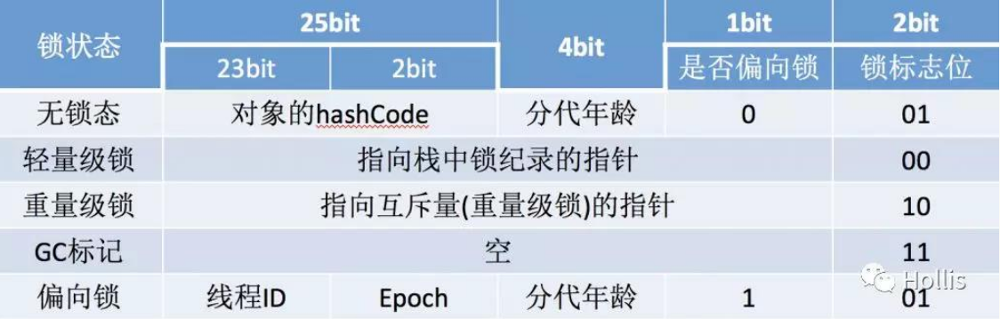 锁状态 25bit 4bit 1bit 2bit
23bit 2bit 是否偏向锁 锁标志位
无锁态 对象的hashCode 分代年龄 0 01
轻量级锁 指向栈中锁纪录的指针 00
重量级锁 指向互斥量(重量级锁)的指针 10
GC标记 空 11
偏向锁 线程ID Epoch 分代年龄 1 01
Hollis